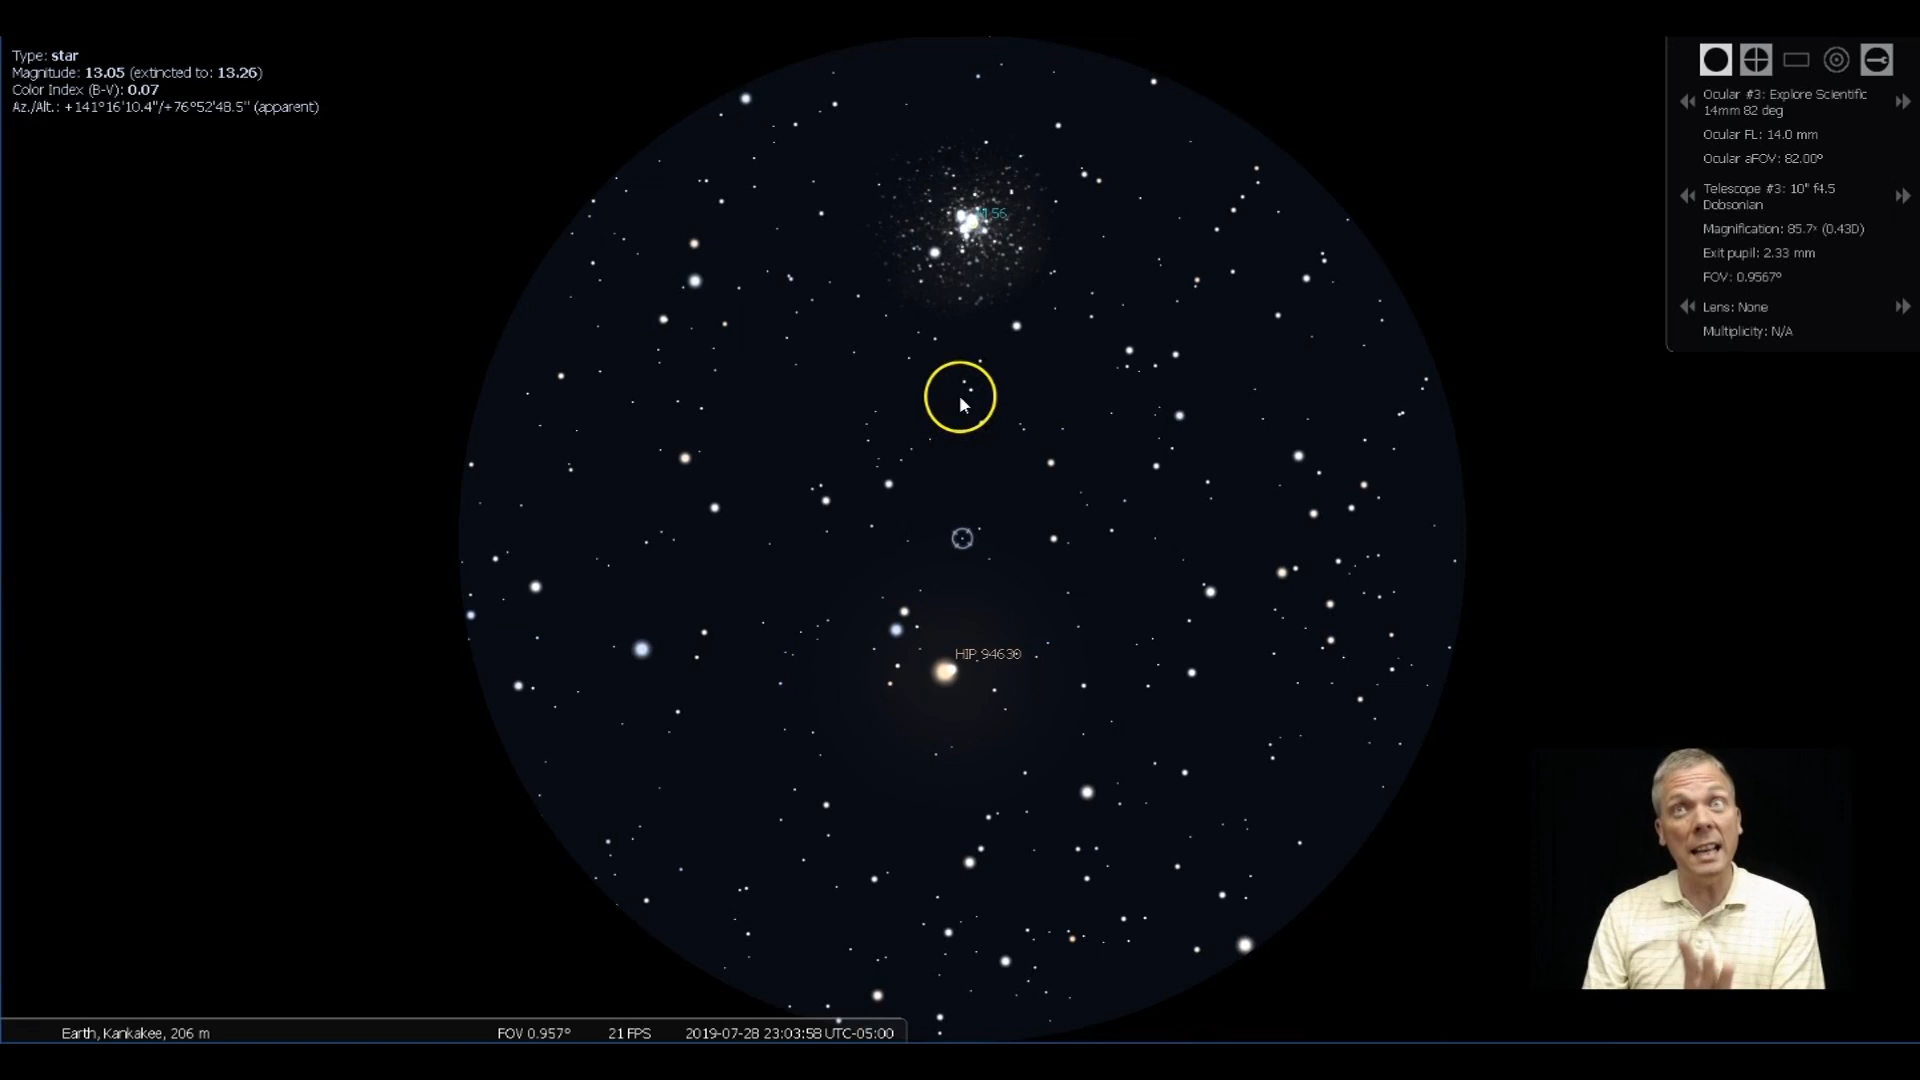 Type: star
Magnitude: 13.05 (extincted to: 13.26)
Color Index (B-V): 0.07
Az./Alt.: +141°16'10.4"/+76°52'48.5" (apparent)
Ocular #3: Explore Scientific
14mm 82 deg
Ocular FL: 14.0 mm
Ocular aFOV: 82.00°
Telescope #3: 10" f4.5
Dobsonian
Magnification: 85.7x (0.43D)
Exit pupil: 2.33 mm
FOV: 0.9567°
Lens: None
Multiplicity: N/A
HIP 94630
Earth, Kankakee, 206 m
FOV 0.957°
21 FPS
2019-07-28 23:03:58 UTC-05:00